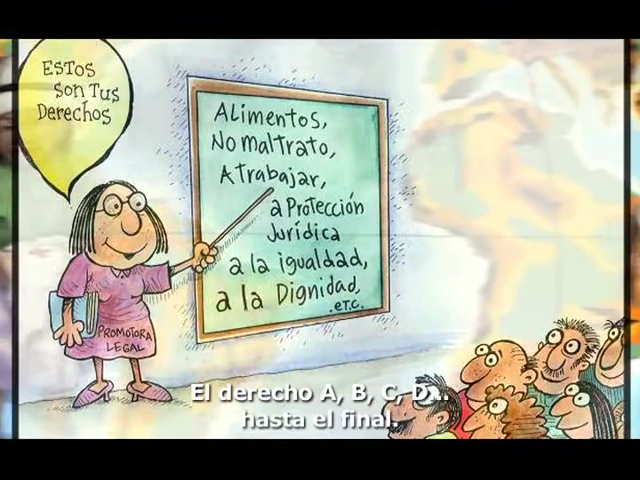 ESTOS
SON TUS
DERECHOS
ALimeNTOS,
No malTraTo,
A Trabajar,
a PROTeccióN
JuRíDica
a la igualdad,
a la Dignidad,
.eTC.
PROMOTORA
LEGAL
El derecho A, B, C, D...
hasta el final.